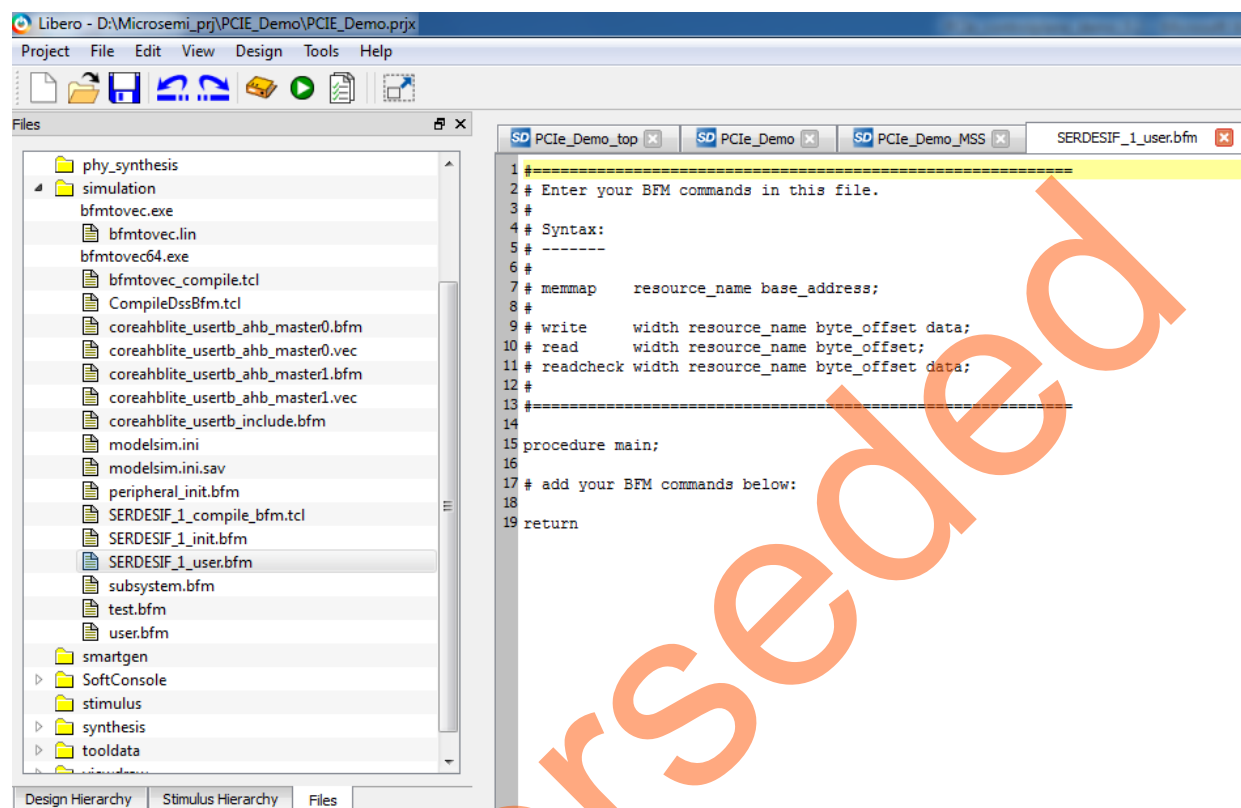 Libero - D:\Microsemi_prj\PCIE_Demo\PCIE_Demo.prjx
Project File Edit View Design Tools Help
Files
phy_synthesis
simulation
bfmtovec.exe
bfmtovec.lin
bfmtovec64.exe
bfmtovec_compile.tcl
CompileDssBfm.tcl
coreahblite_usertb_ahb_master0.bfm
coreahblite_usertb_ahb_master0.vec
coreahblite_usertb_ahb_master1.bfm
coreahblite_usertb_ahb_master1.vec
coreahblite_usertb_include.bfm
modelsim.ini
modelsim.ini.sav
peripheral_init.bfm
SERDESIF_1_compile_bfm.tcl
SERDESIF_1_init.bfm
SERDESIF_1_user.bfm
subsystem.bfm
test.bfm
user.bfm
smartgen
SoftConsole
stimulus
synthesis
tooldata
Design Hierarchy Stimulus Hierarchy Files
SD PCIe_Demo_top SD PCIe_Demo SD PCIe_Demo_MSS SERDESIF_1_user.bfm
1 #===========================================================
2 # Enter your BFM commands in this file.
3 #
4 # Syntax:
5 # -------
6 #
7 # memmap    resource_name base_address;
8 #
9 # write     width resource_name byte_offset data;
10 # read      width resource_name byte_offset;
11 # readcheck width resource_name byte_offset data;
12 #
13 #===========================================================
14
15 procedure main;
16
17 # add your BFM commands below:
18
19 return
rseded